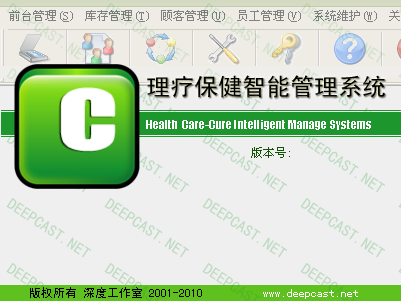 前台管理(S) 库存管理(T) 顾客管理(U) 员工管理(V) 系统维护(W) 关
理疗保健智能管理系统
C
Health Care-Cure Intelligent Manage Systems
版本号:
DEEPCAST.NET
版权所有 深度工作室 2001-2010 www.deepcast.net